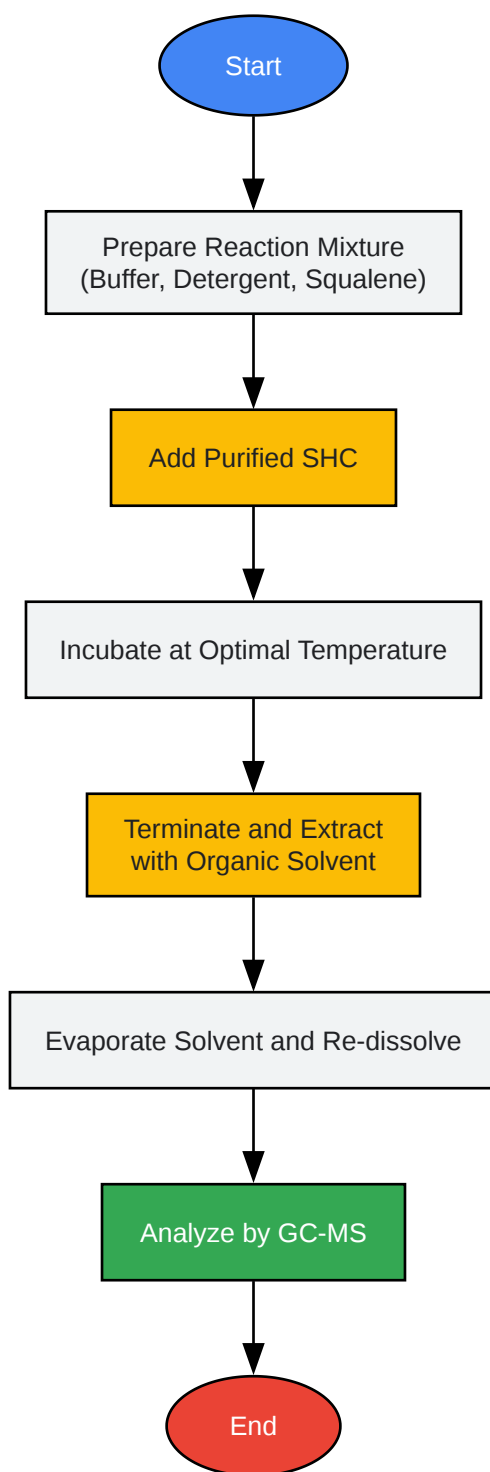 Start
Prepare Reaction Mixture
(Buffer, Detergent, Squalene)
Add Purified SHC
Incubate at Optimal Temperature
Terminate and Extract
with Organic Solvent
Evaporate Solvent and Re-dissolve
Analyze by GC-MS
End